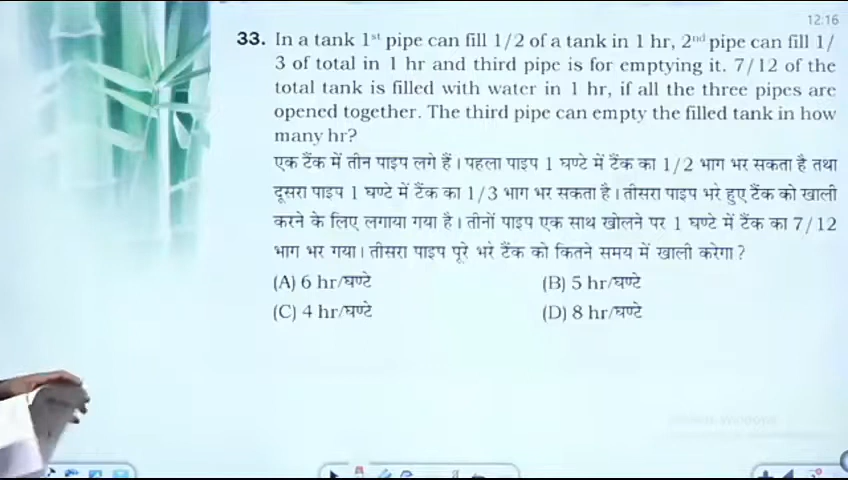 12:16
33. In a tank 1st pipe can fill 1/2 of a tank in 1 hr, 2nd pipe can fill 1/
3 of total in 1 hr and third pipe is for emptying it. 7/12 of the
total tank is filled with water in 1 hr, if all the three pipes are
opened together. The third pipe can empty the filled tank in how
many hr?
एक टैंक में तीन पाइप लगे हैं। पहला पाइप 1 घण्टे में टैंक का 1/2 भाग भर सकता है तथा
दूसरा पाइप 1 घण्टे में टैंक का 1/3 भाग भर सकता है। तीसरा पाइप भरे हुए टैंक को खाली
करने के लिए लगाया गया है। तीनों पाइप एक साथ खोलने पर 1 घण्टे में टैंक का 7/12
भाग भर गया। तीसरा पाइप पूरे भरे टैंक को कितने समय में खाली करेगा?
(A) 6 hr/घण्टे (B) 5 hr/घण्टे
(C) 4 hr/घण्टे (D) 8 hr/घण्टे